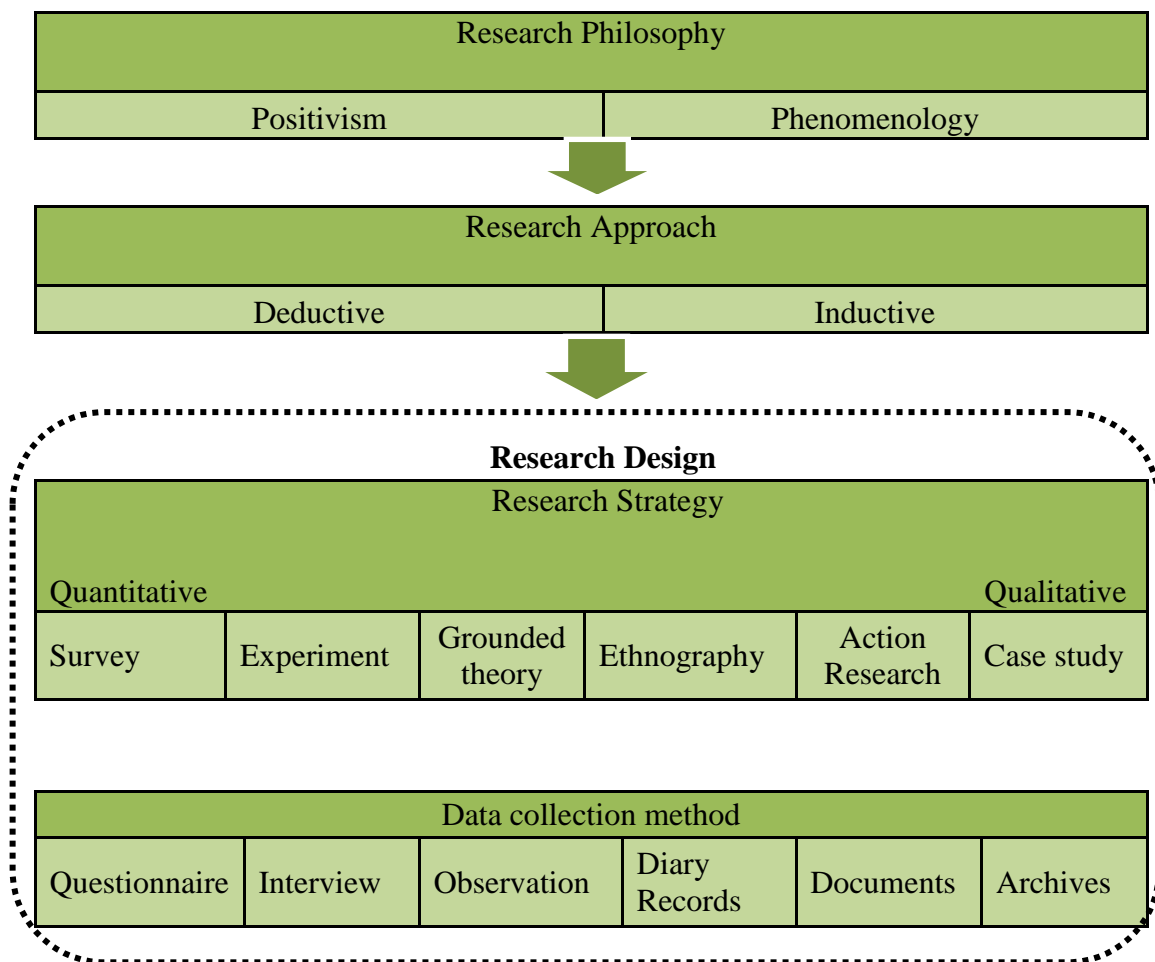 Research Philosophy
Positivism
Phenomenology
Research Approach
Deductive
Inductive
Research Design
Research Strategy
Quantitative
Qualitative
Survey
Experiment
Grounded
theory
Ethnography
Action
Research
Case study
Data collection method
Questionnaire
Interview
Observation
Diary
Records
Documents
Archives